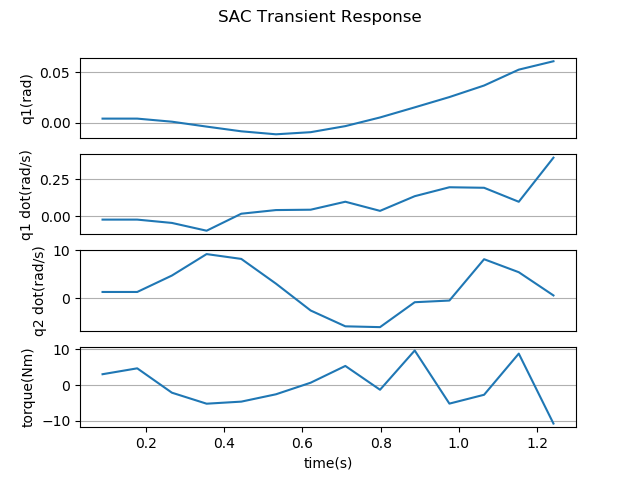 SAC Transient Response
q1(rad)
0.05
0.00
q1 dot(rad/s)
0.25
0.00
q2 dot(rad/s)
10
0
torque(Nm)
10
0
−10
0.2 0.4 0.6 0.8 1.0 1.2
time(s)